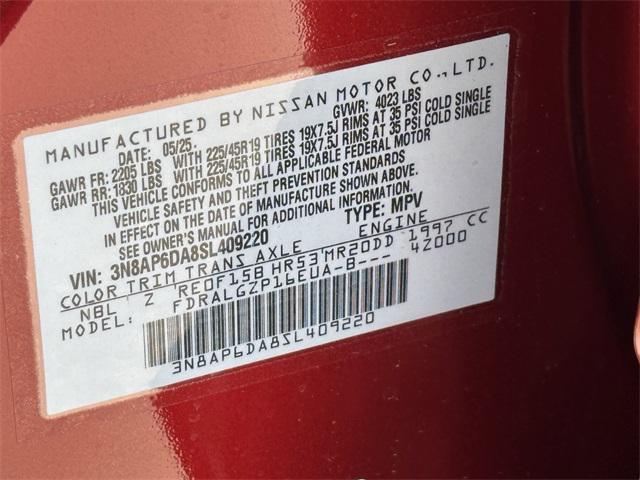 MANUFACTURED BY NISSAN MOTOR CO., LTD.
DATE: 05/25. GVWR: 4023 LBS
GAWR FR: 2205 LBS WITH 225/45R19 TIRES 19X7.5J RIMS AT 35 PSI COLD SINGLE
GAWR RR: 1830 LBS WITH 225/45R19 TIRES 19X7.5J RIMS AT 35 PSI COLD SINGLE
THIS VEHICLE CONFORMS TO ALL APPLICABLE FEDERAL MOTOR
VEHICLE SAFETY AND THEFT PREVENTION STANDARDS
IN EFFECT ON THE DATE OF MANUFACTURE SHOWN ABOVE.
SEE OWNER'S MANUAL FOR ADDITIONAL INFORMATION.
VIN: 3N8AP6DA8SL409220 TYPE: MPV
COLOR TRIM TRANS AXLE ENGINE
NBL Z RE0F15B HR53 MR20DD 1997 CC
MODEL: FDRALGZP16EUA-B--- 4Z000
3N8AP6DA8SL409220